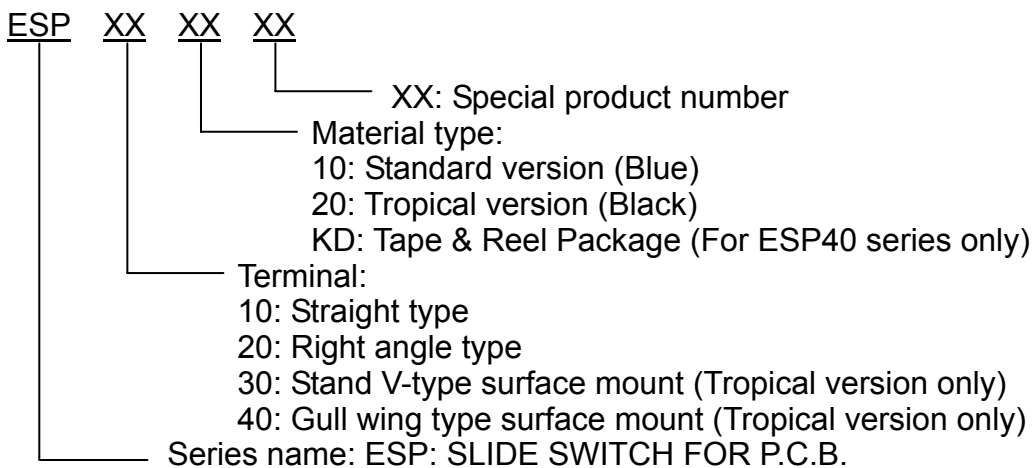 ESP XX XX XX
XX: Special product number
Material type:
10: Standard version (Blue)
20: Tropical version (Black)
KD: Tape & Reel Package (For ESP40 series only)
Terminal:
10: Straight type
20: Right angle type
30: Stand V-type surface mount (Tropical version only)
40: Gull wing type surface mount (Tropical version only)
Series name: ESP: SLIDE SWITCH FOR P.C.B.